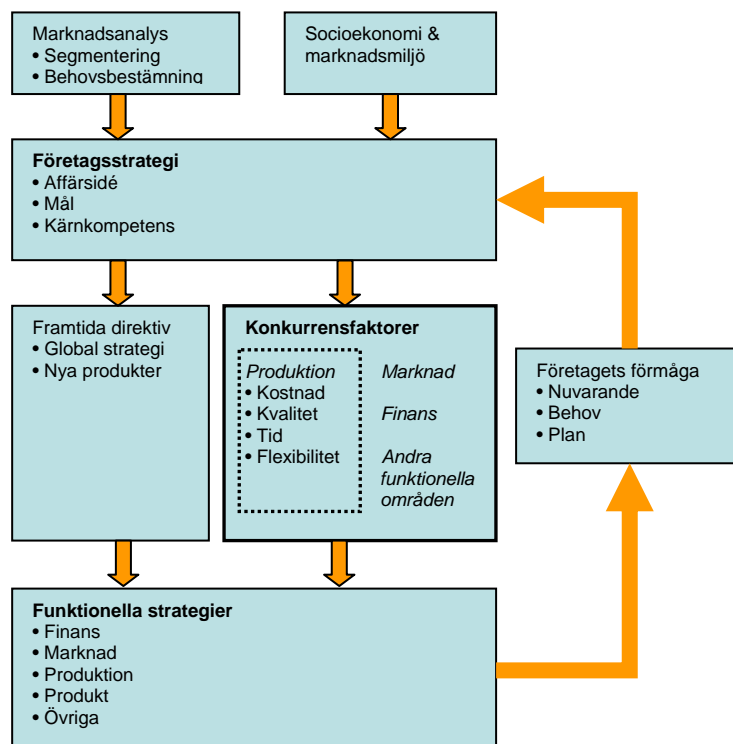 Marknadsanalys
• Segmentering
• Behovsbestämning
Socioekonomi &
marknadsmiljö
Företagsstrategi
• Affärsidé
• Mål
• Kärnkompetens
Framtida direktiv
• Global strategi
• Nya produkter
Konkurrensfaktorer
Produktion
• Kostnad
• Kvalitet
• Tid
• Flexibilitet
Marknad
Finans
Andra
funktionella
områden
Företagets förmåga
• Nuvarande
• Behov
• Plan
Funktionella strategier
• Finans
• Marknad
• Produktion
• Produkt
• Övriga